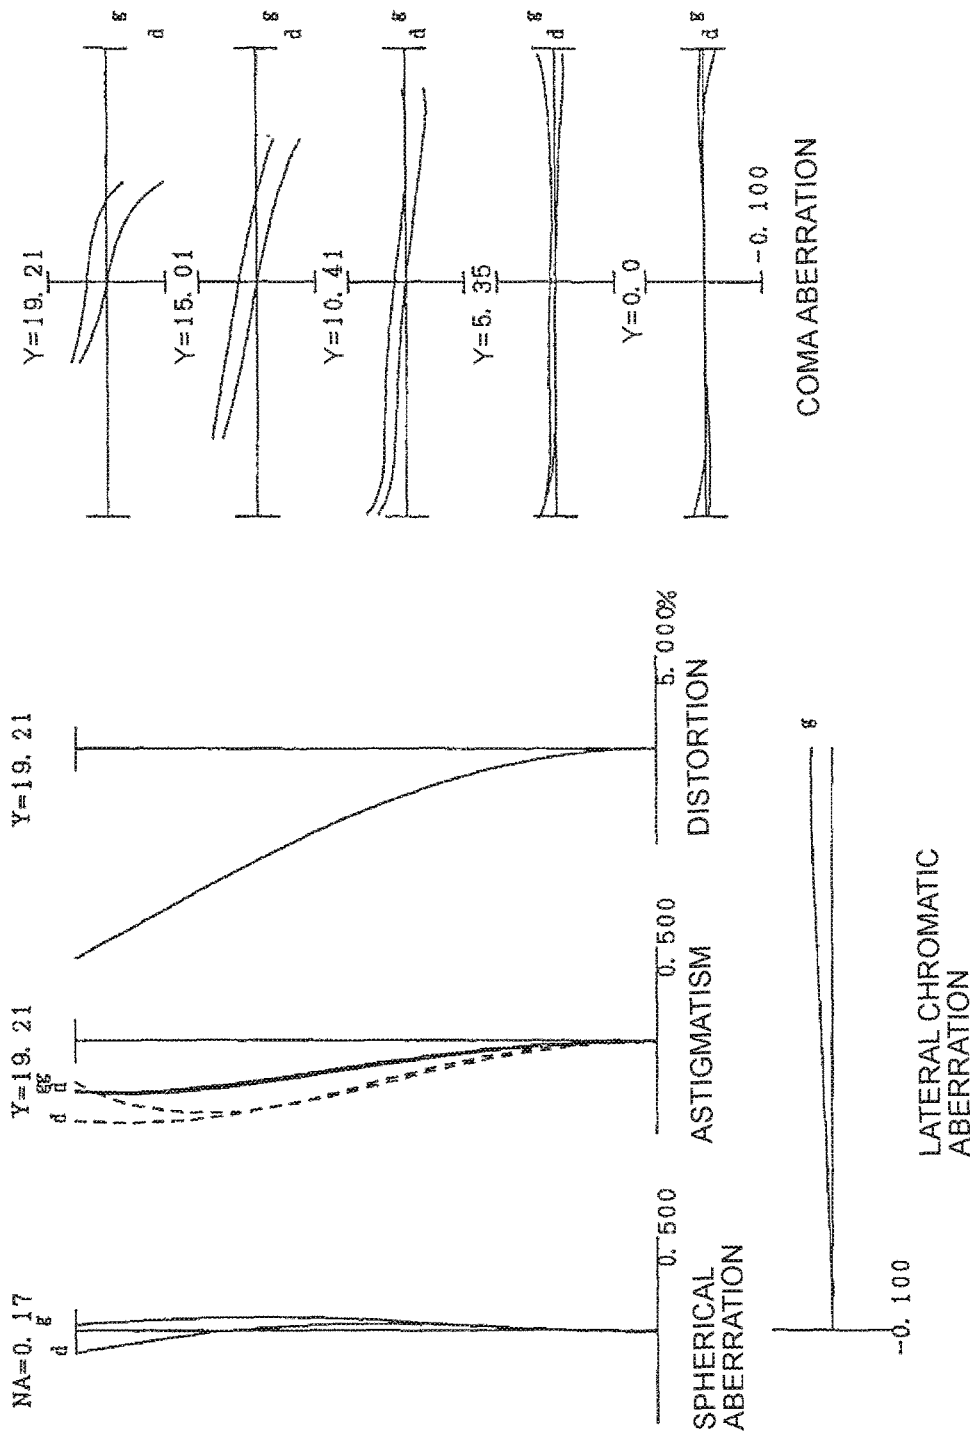 NA=0. 17
d
g
0. 500
SPHERICAL
ABERRATION
Y=19. 21
gg
d
d
0. 500
ASTIGMATISM
Y=19. 21
5. 000%
DISTORTION
g
-0. 100
LATERAL CHROMATIC
ABERRATION
Y=19. 21
g
d
Y=15. 01
g
d
Y=10. 41
g
d
Y=5. 35
g
d
Y=0. 0
g
d
-0. 100
COMA ABERRATION